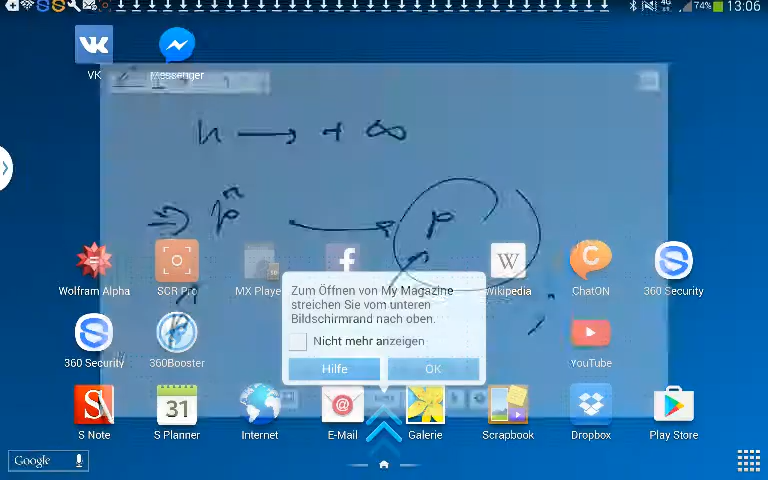 74% 13:06
VK Messenger
n → + ∞
⇒ p̂ → p
Wolfram Alpha SCR Pro MX Playe Wikipedia ChatON 360 Security
Zum Öffnen von My Magazine
streichen Sie vom unteren
Bildschirmrand nach oben.
Nicht mehr anzeigen
Hilfe OK
360 Security 360Booster YouTube
31
S Note S Planner Internet E-Mail Galerie Scrapbook Dropbox Play Store
Google